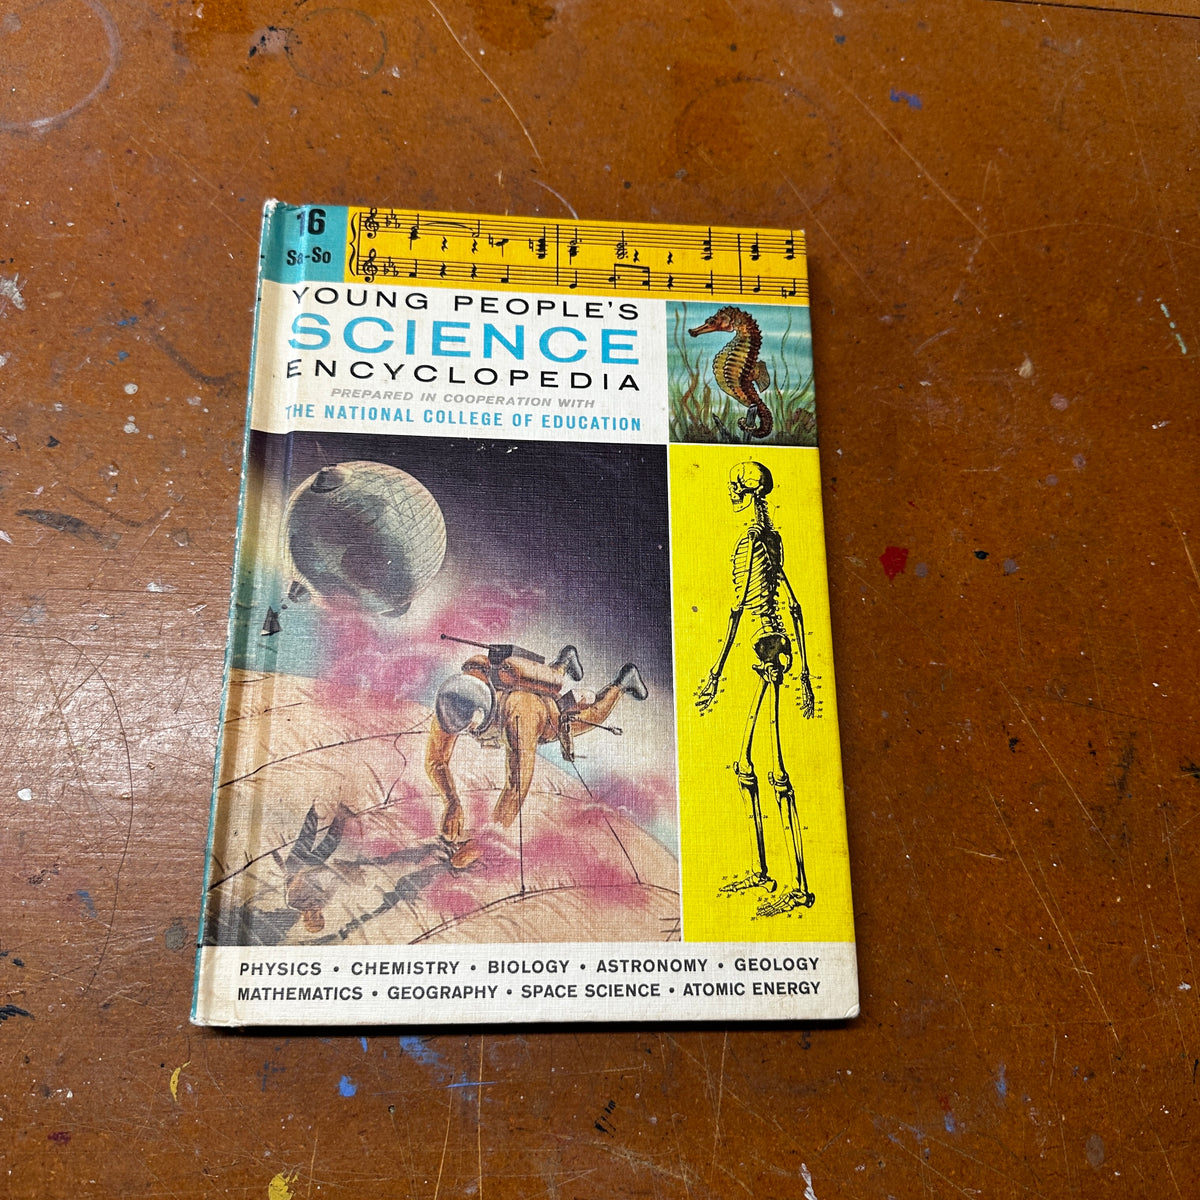 16
Sa-So
YOUNG PEOPLE'S
SCIENCE
ENCYCLOPEDIA
PREPARED IN COOPERATION WITH
THE NATIONAL COLLEGE OF EDUCATION
PHYSICS • CHEMISTRY • BIOLOGY • ASTRONOMY • GEOLOGY
MATHEMATICS • GEOGRAPHY • SPACE SCIENCE • ATOMIC ENERGY